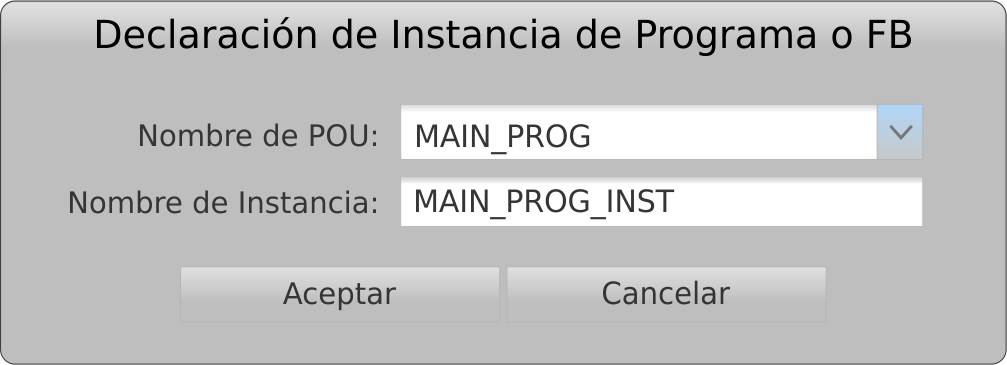 Declaración de Instancia de Programa o FB
Nombre de POU: MAIN_PROG
Nombre de Instancia: MAIN_PROG_INST
Aceptar Cancelar